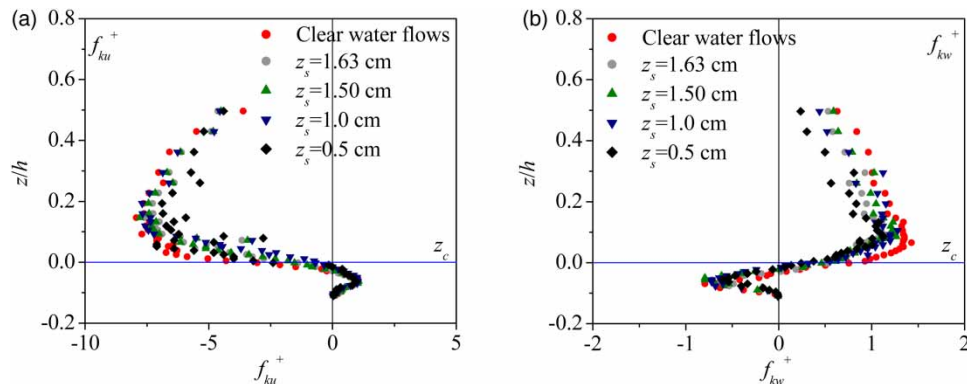 (a)
0.8
0.6
0.4
0.2
0.0
-0.2
z/h
f_ku^+
Clear water flows
z_s=1.63 cm
z_s=1.50 cm
z_s=1.0 cm
z_s=0.5 cm
z_c
-10
-5
0
5
f_ku^+
(b)
0.8
0.6
0.4
0.2
0.0
-0.2
z/h
f_kw^+
Clear water flows
z_s=1.63 cm
z_s=1.50 cm
z_s=1.0 cm
z_s=0.5 cm
z_c
-2
-1
0
1
2
f_kw^+